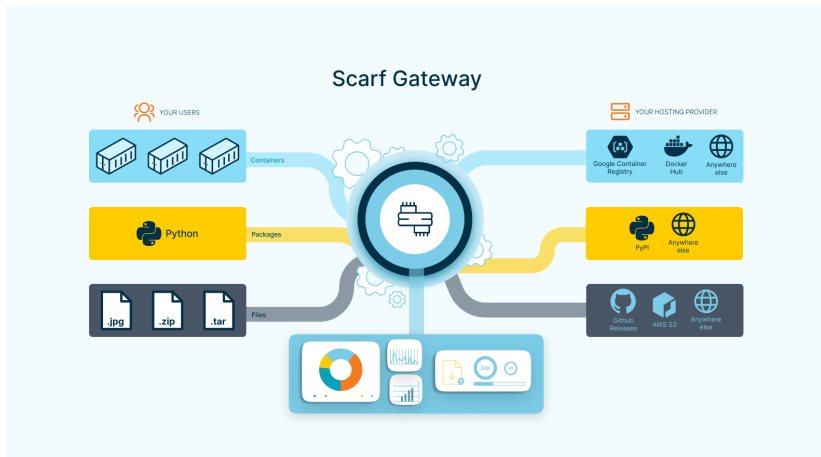 Scarf Gateway
YOUR USERS
YOUR HOSTING PROVIDER
Containers
Google Container
Registry
Docker
Hub
Anywhere
else
Python
Packages
PyPI
Anywhere
else
.jpg
.zip
.tar
Files
Github
Releases
AWS S3
Anywhere
else
24K